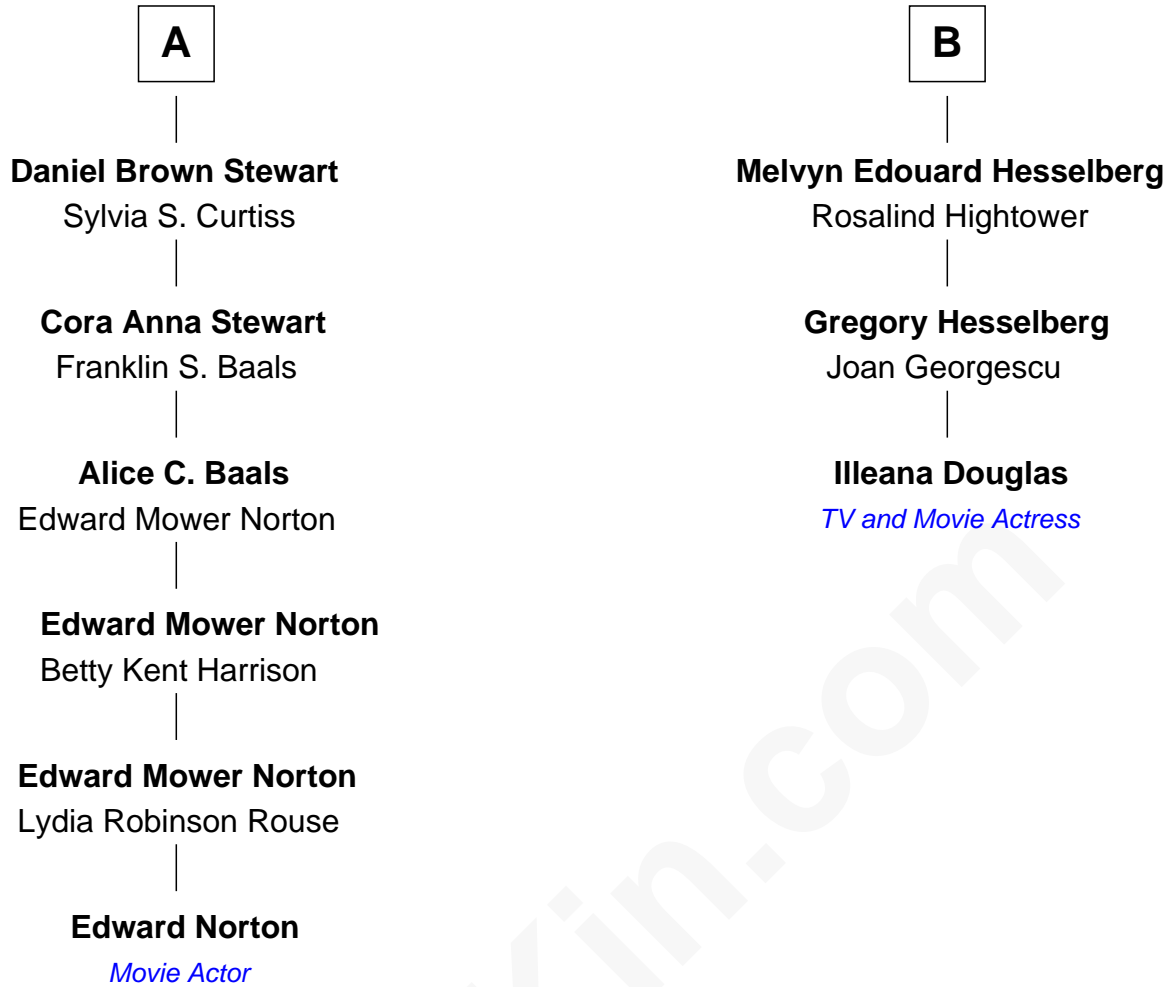 A
Daniel Brown Stewart
Sylvia S. Curtiss
Cora Anna Stewart
Franklin S. Baals
Alice C. Baals
Edward Mower Norton
Edward Mower Norton
Betty Kent Harrison
Edward Mower Norton
Lydia Robinson Rouse
Edward Norton
Movie Actor
B
Melvyn Edouard Hesselberg
Rosalind Hightower
Gregory Hesselberg
Joan Georgescu
Illeana Douglas
TV and Movie Actress
Kin.com